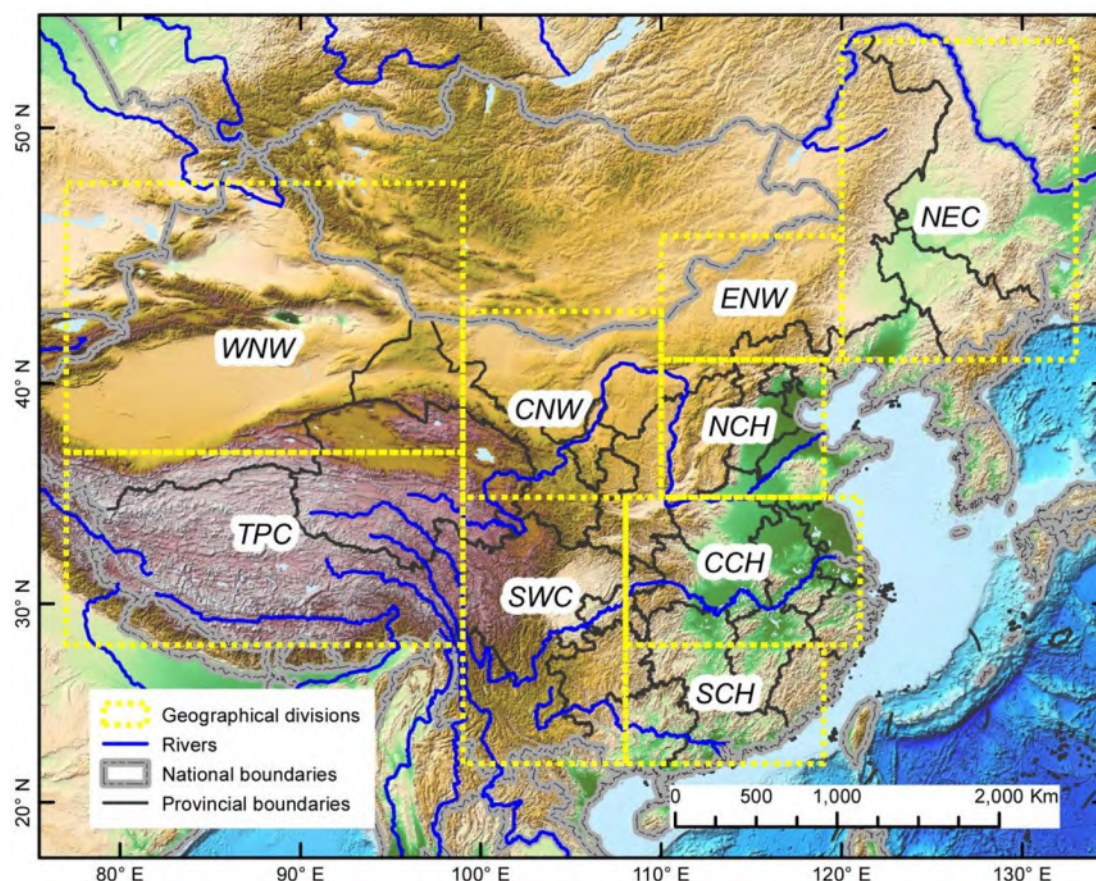 50° N
40° N
30° N
20° N
NEC
ENW
WNW
CNW
NCH
TPC
CCH
SWC
SCH
Geographical divisions
Rivers
National boundaries
Provincial boundaries
0 500 1,000 2,000 Km
80° E 90° E 100° E 110° E 120° E 130° E